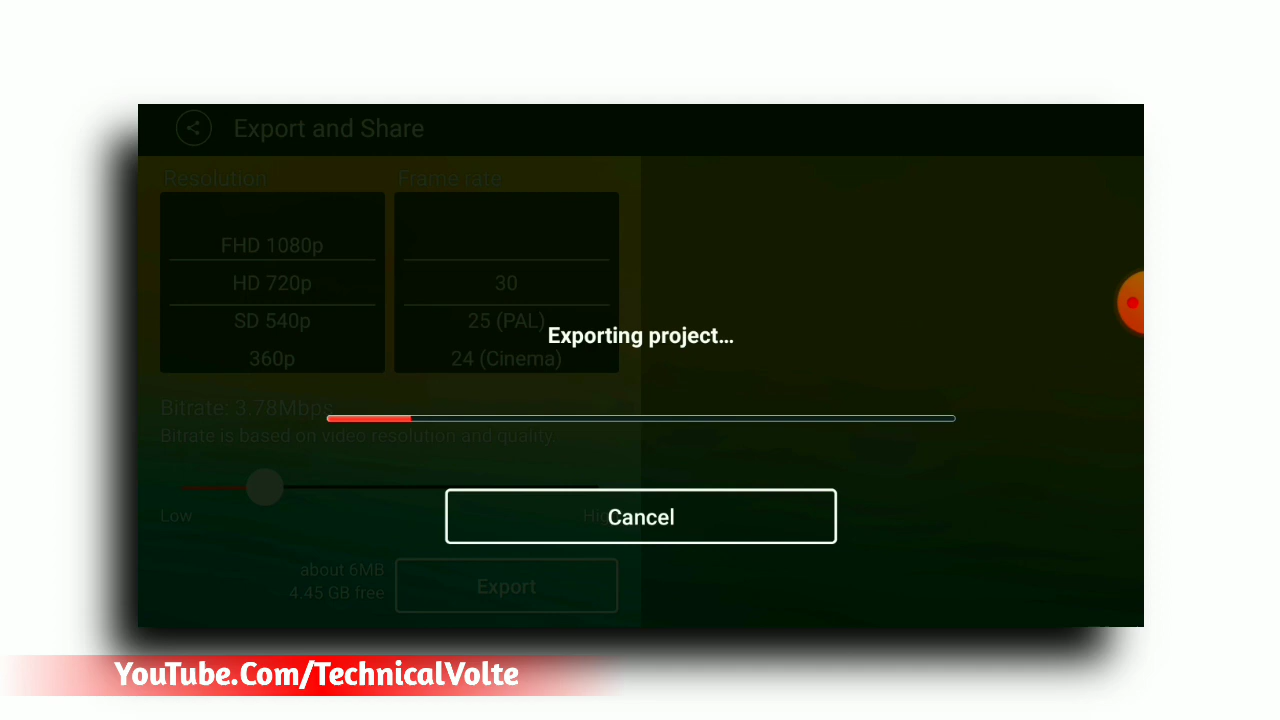 Export and Share
Resolution
Frame rate
FHD 1080p
HD 720p
30
SD 540p
25 (PAL)
Exporting project...
360p
24 (Cinema)
Bitrate: 3.78Mbps
Bitrate is based on video resolution and quality.
Low
Cancel
about 6MB
4.45 GB free
Export
YouTube.Com/TechnicalVolte